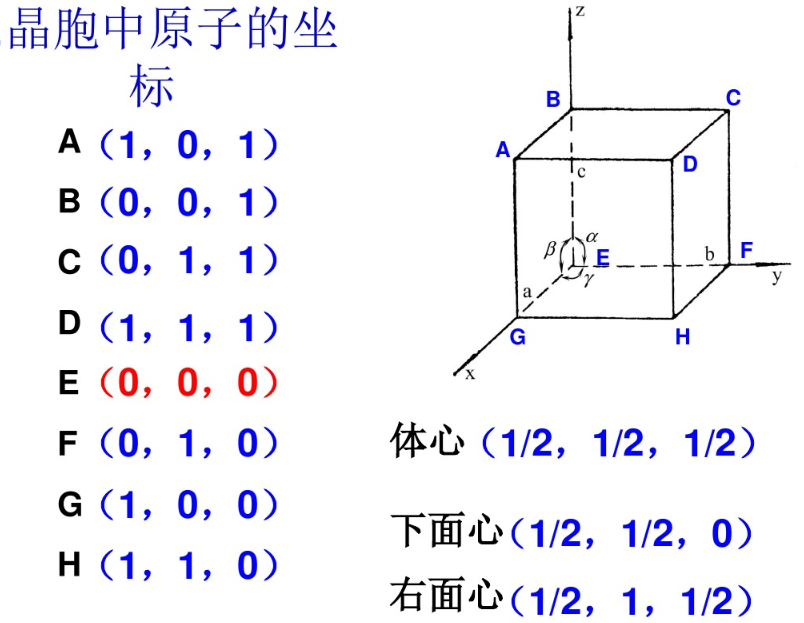 晶胞中原子的坐
标
A（1，0，1）
B（0，0，1）
C（0，1，1）
D（1，1，1）
E（0，0，0）
F（0，1，0）
G（1，0，0）
H（1，1，0）
z
B
C
A
D
c
β
α
E
b
F
y
a
γ
G
H
x
体心（1/2，1/2，1/2）
下面心（1/2，1/2，0）
右面心（1/2，1，1/2）